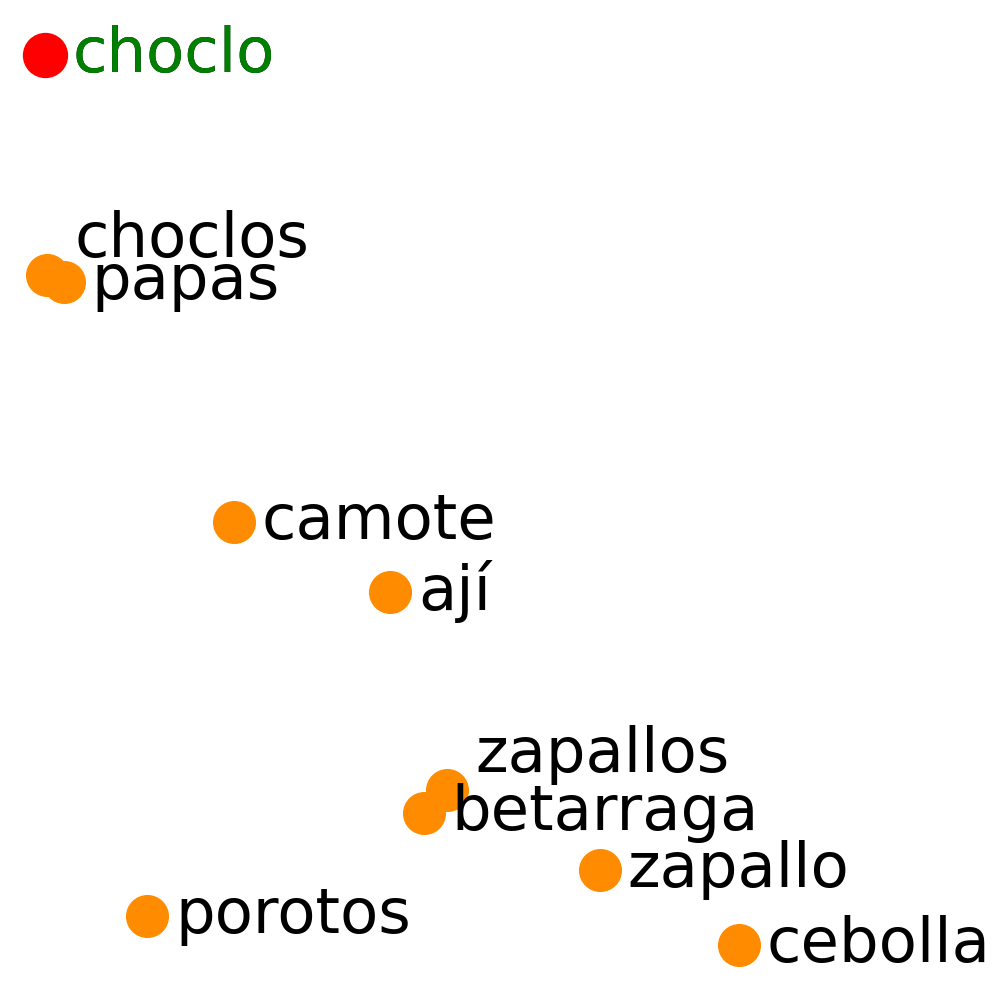 choclo
choclos
papas
camote
ají
zapallos
betarraga
zapallo
porotos
cebolla